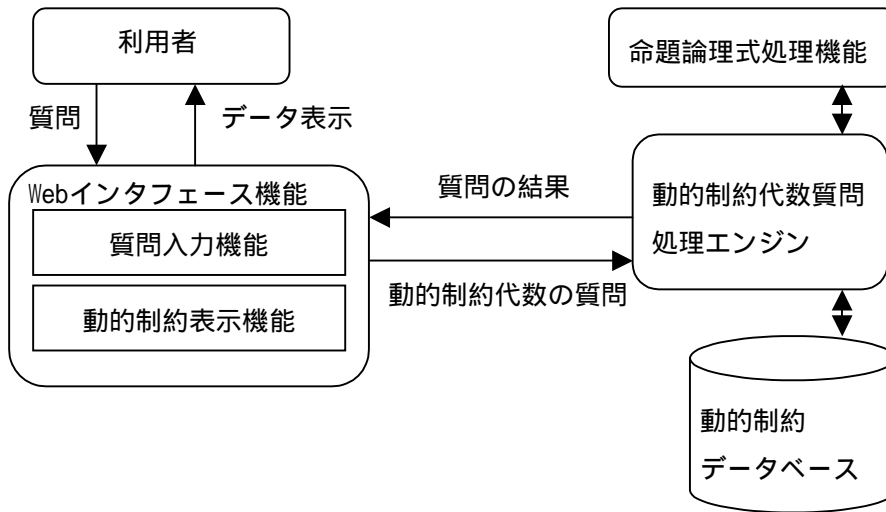 利用者
命題論理式処理機能
質問
データ表示
Webインタフェース機能
質問入力機能
動的制約表示機能
質問の結果
動的制約代数の質問
動的制約代数質問
処理エンジン
動的制約
データベース